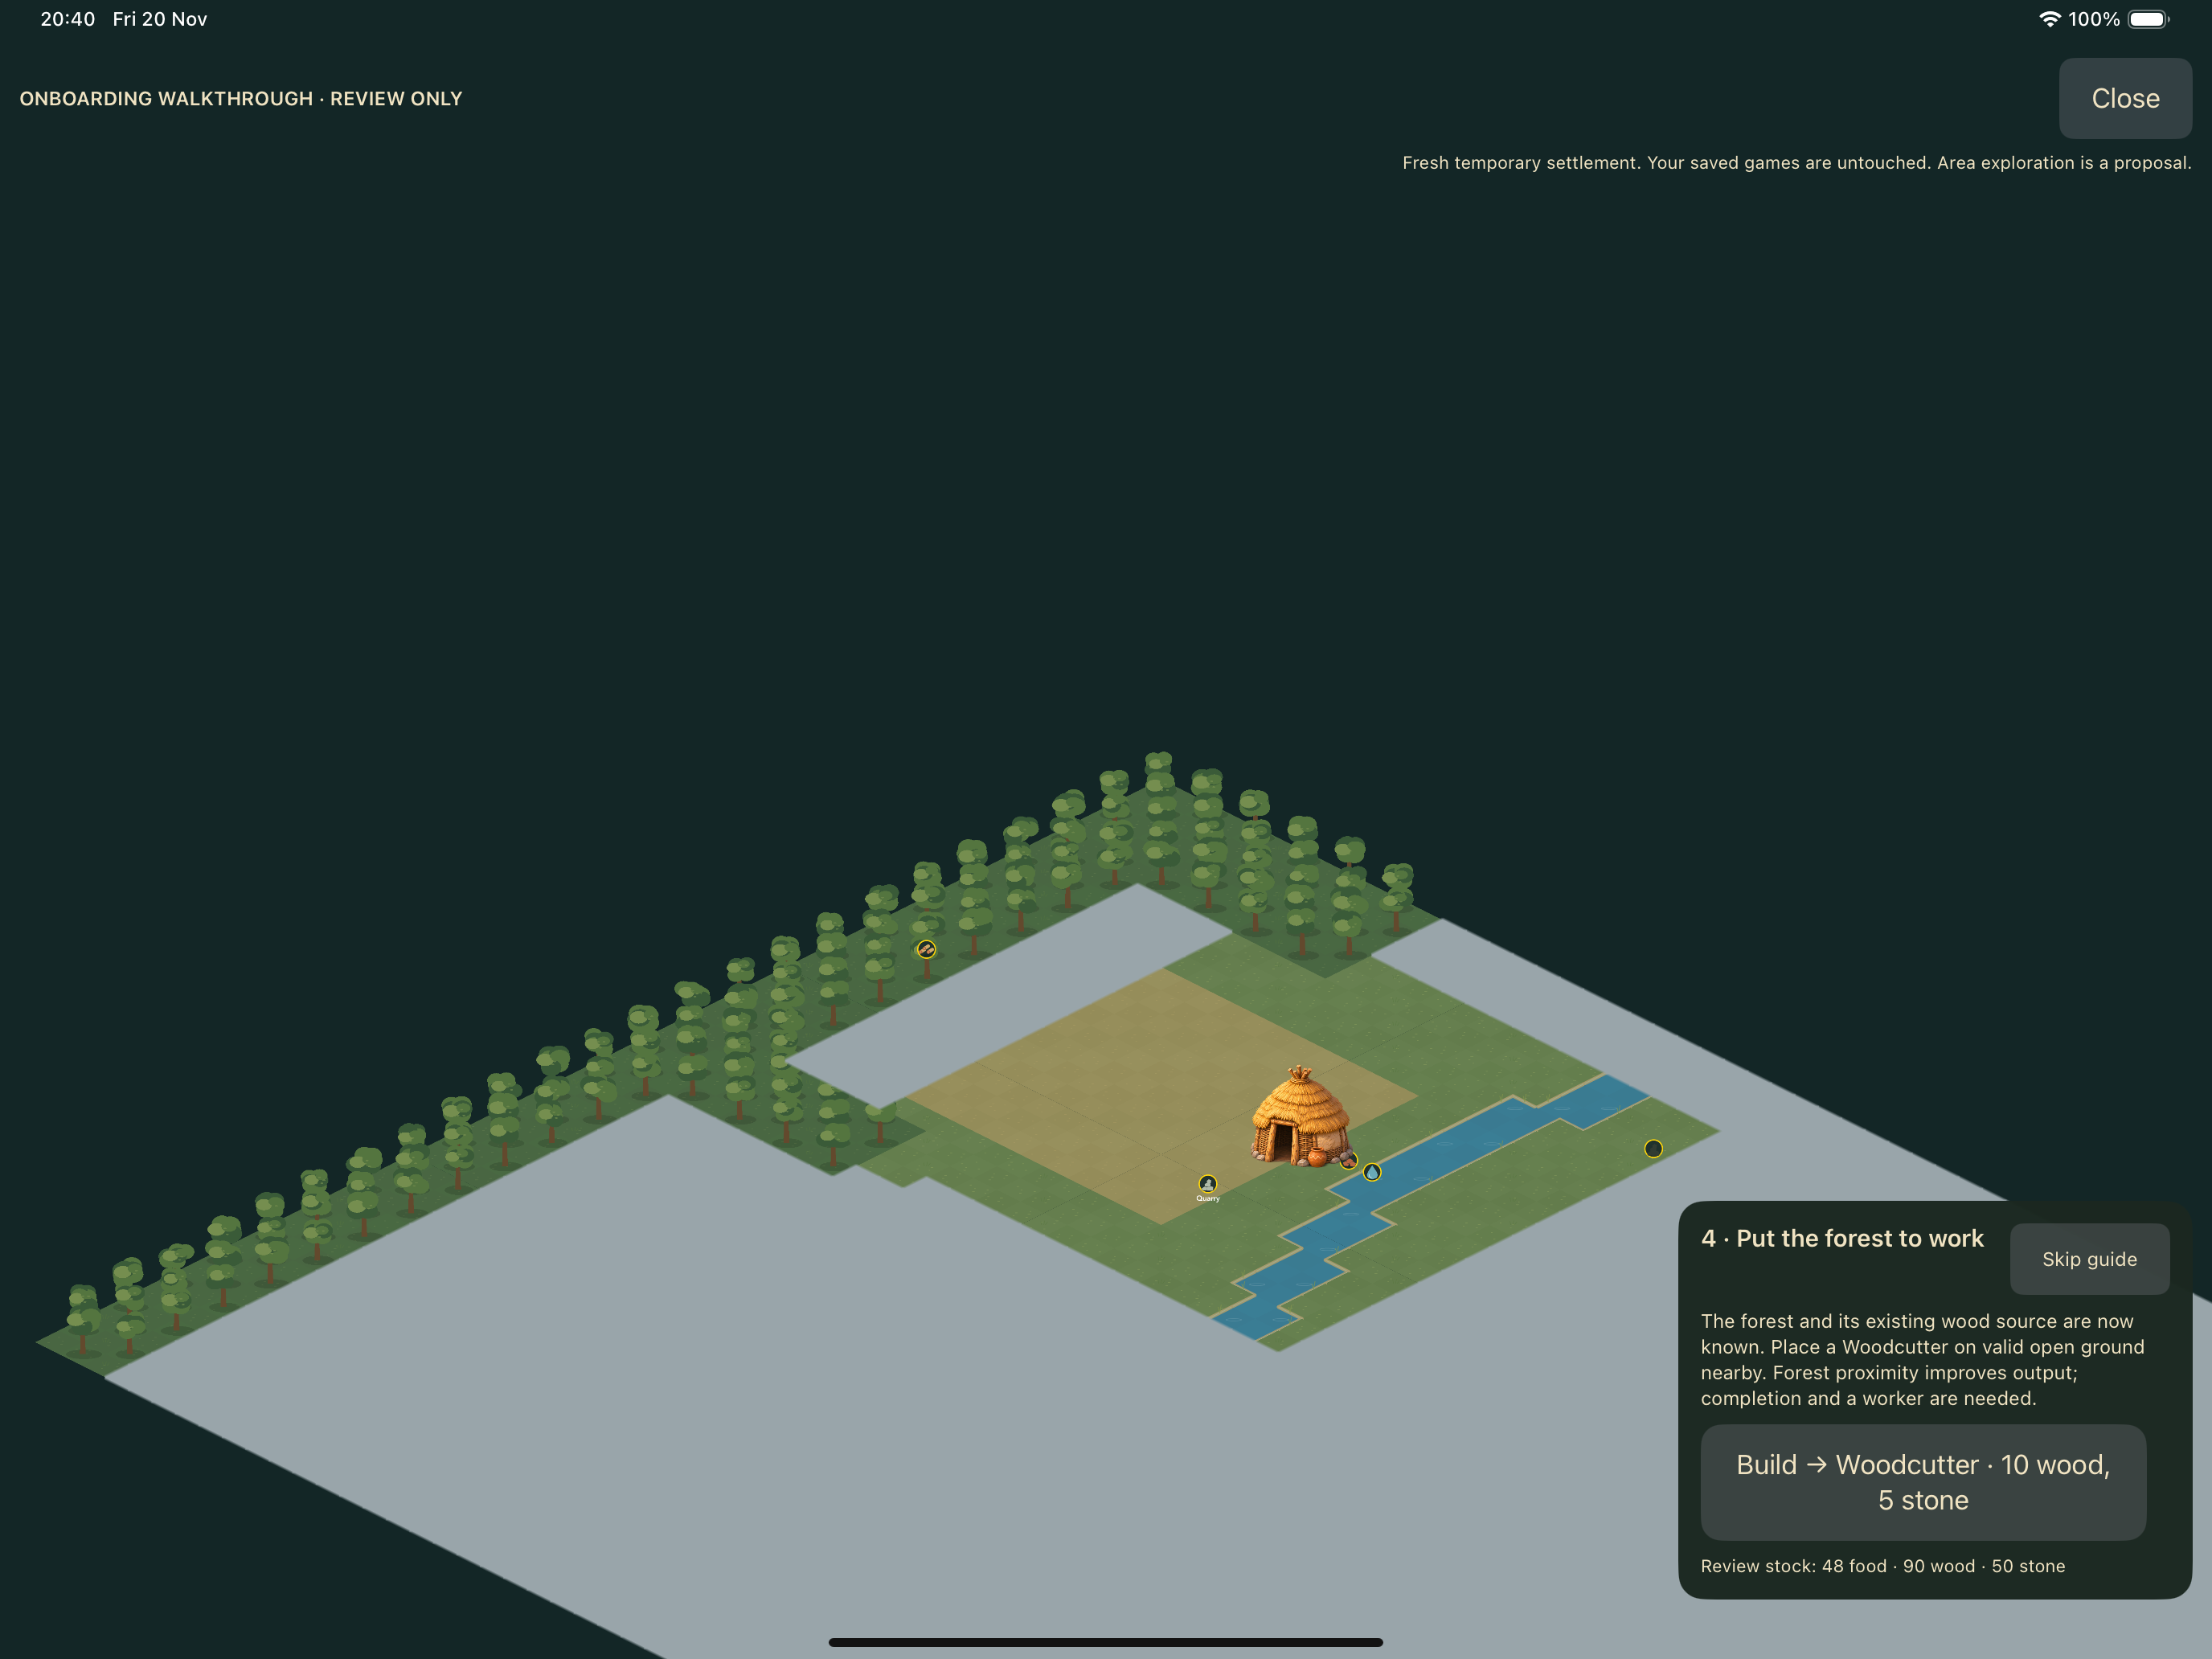 20:40 Fri 20 Nov
100%
ONBOARDING WALKTHROUGH · REVIEW ONLY
Close
Fresh temporary settlement. Your saved games are untouched. Area exploration is a proposal.
Quarry
4 · Put the forest to work
Skip guide
The forest and its existing wood source are now
known. Place a Woodcutter on valid open ground
nearby. Forest proximity improves output;
completion and a worker are needed.
Build → Woodcutter · 10 wood,
5 stone
Review stock: 48 food · 90 wood · 50 stone